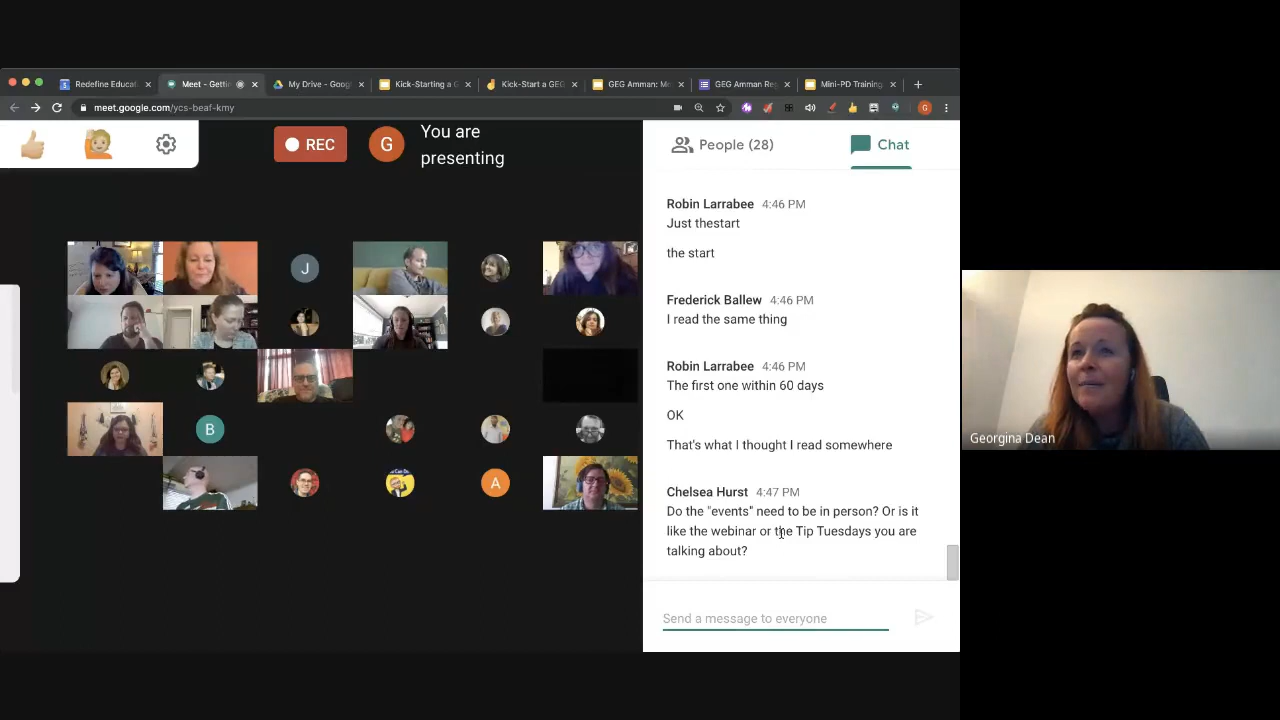 Redefine Educat
Meet - Gettin
My Drive - Goog
Kick-Starting a G
Kick-Start a GEG
GEG Amman: Me
GEG Amman Reg
Mini-PD Training
meet.google.com/ycs-beaf-kmy
G
REC
G
You are
presenting
People (28)
Chat
Robin Larrabee 4:46 PM
Just thestart
the start
Frederick Ballew 4:46 PM
I read the same thing
Robin Larrabee 4:46 PM
The first one within 60 days
OK
That's what I thought I read somewhere
Chelsea Hurst 4:47 PM
Do the "events" need to be in person? Or is it
like the webinar or the Tip Tuesdays you are
talking about?
Send a message to everyone
J
B
A
Georgina Dean